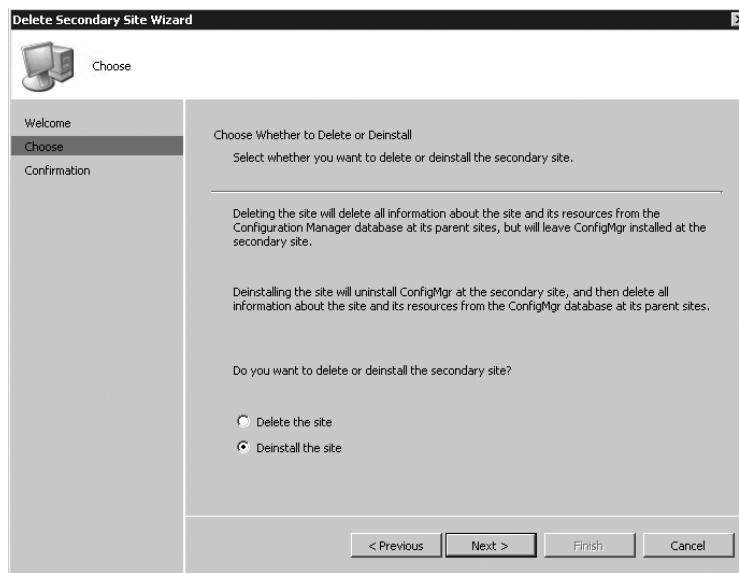 Delete Secondary Site Wizard
Choose
Welcome
Choose
Confirmation
Choose Whether to Delete or Deinstall
Select whether you want to delete or deinstall the secondary site.
Deleting the site will delete all information about the site and its resources from the
Configuration Manager database at its parent sites, but will leave ConfigMgr installed at the
secondary site.
Deinstalling the site will uninstall ConfigMgr at the secondary site, and then delete all
information about the site and its resources from the ConfigMgr database at its parent sites.
Do you want to delete or deinstall the secondary site?
Delete the site
Deinstall the site
< Previous
Next >
Finish
Cancel